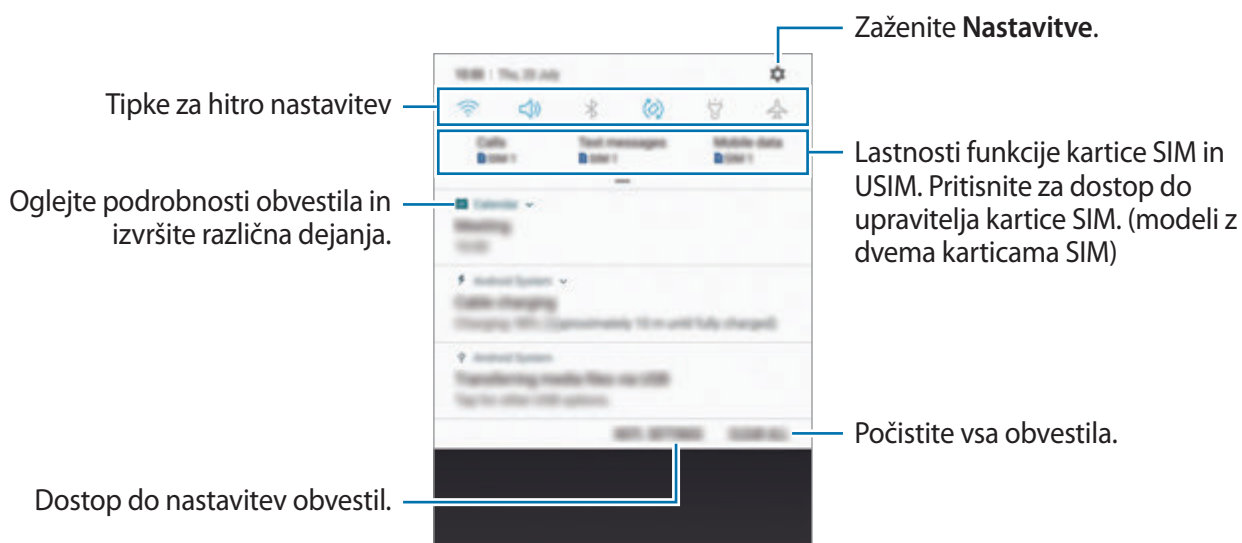 Zaženite Nastavitve.
Thu, 20 July
Tipke za hitro nastavitev
Calls
Text messages
Mobile data
SIM 1
SIM 1
SIM 1
Lastnosti funkcije kartice SIM in
USIM. Pritisnite za dostop do
upravitelja kartice SIM. (modeli z
dvema karticama SIM)
Oglejte podrobnosti obvestila in
izvršite različna dejanja.
Calendar
Meeting
Android System
Cable charging
Android System
Transferring media files via USB
Tap for other USB options.
NOTI. SETTINGS
CLEAR ALL
Počistite vsa obvestila.
Dostop do nastavitev obvestil.